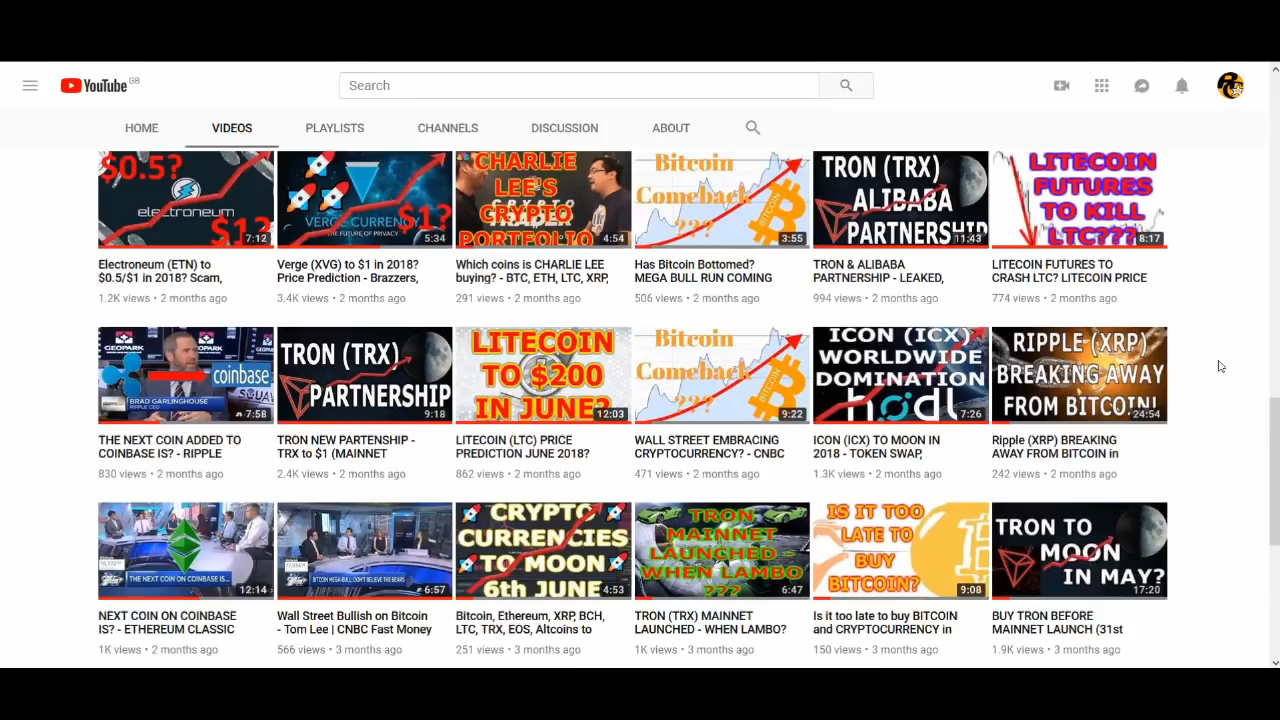 YouTube GB
Search
HOME VIDEOS PLAYLISTS CHANNELS DISCUSSION ABOUT
$0.5?
electroneum
$1?
7:12
VERGE CURRENCY
THE FUTURE OF PRIVACY
$1?
5:34
CHARLIE
LEE'S
CRYPTO
PORTFOLIO
4:54
Bitcoin
Comeback
???
BITCOIN
3:55
TRON (TRX)
ALIBABA
PARTNERSHIP
11:43
LITECOIN
FUTURES
TO KILL
LTC???
8:17
Electroneum (ETN) to
$0.5/$1 in 2018? Scam,
1.2K views • 2 months ago
Verge (XVG) to $1 in 2018?
Price Prediction - Brazzers,
3.4K views • 2 months ago
Which coins is CHARLIE LEE
buying? - BTC, ETH, LTC, XRP,
291 views • 2 months ago
Has Bitcoin Bottomed?
MEGA BULL RUN COMING
506 views • 2 months ago
TRON & ALIBABA
PARTNERSHIP - LEAKED,
994 views • 2 months ago
LITECOIN FUTURES TO
CRASH LTC? LITECOIN PRICE
774 views • 2 months ago
GEOPARK
GEOPARK
coinbase
BRAD GARLINGHOUSE
RIPPLE CEO
7:58
TRON (TRX)
PARTNERSHIP
9:18
LITECOIN
TO $200
IN JUNE?
12:03
Bitcoin
Comeback
???
BITCOIN
9:22
ICON (ICX)
WORLDWIDE
DOMINATION
hodl
7:26
RIPPLE (XRP)
BREAKING AWAY
FROM BITCOIN!
24:54
THE NEXT COIN ADDED TO
COINBASE IS? - RIPPLE
830 views • 2 months ago
TRON NEW PARTENSHIP -
TRX to $1 (MAINNET
2.4K views • 2 months ago
LITECOIN (LTC) PRICE
PREDICTION JUNE 2018?
862 views • 2 months ago
WALL STREET EMBRACING
CRYPTOCURRENCY? - CNBC
471 views • 2 months ago
ICON (ICX) TO MOON IN
2018 - TOKEN SWAP,
1.3K views • 2 months ago
Ripple (XRP) BREAKING
AWAY FROM BITCOIN in
242 views • 2 months ago
THE NEXT COIN ON COINBASE IS...
12:14
BITCOIN MEGA-BULL: DON'T BELIEVE THE BEARS
6:57
CRYPTO
CURRENCIES
TO MOON
6th JUNE
4:53
TRON
MAINNET
LAUNCHED -
WHEN LAMBO
???
6:47
IS IT TOO
LATE TO
BUY
BITCOIN?
9:08
TRON TO
MOON
IN MAY?
17:20
NEXT COIN ON COINBASE
IS? - ETHEREUM CLASSIC
1K views • 2 months ago
Wall Street Bullish on Bitcoin
- Tom Lee | CNBC Fast Money
566 views • 3 months ago
Bitcoin, Ethereum, XRP, BCH,
LTC, TRX, EOS, Altcoins to
251 views • 3 months ago
TRON (TRX) MAINNET
LAUNCHED - WHEN LAMBO?
1K views • 3 months ago
Is it too late to buy BITCOIN
and CRYPTOCURRENCY in
150 views • 3 months ago
BUY TRON BEFORE
MAINNET LAUNCH (31st
1.9K views • 3 months ago